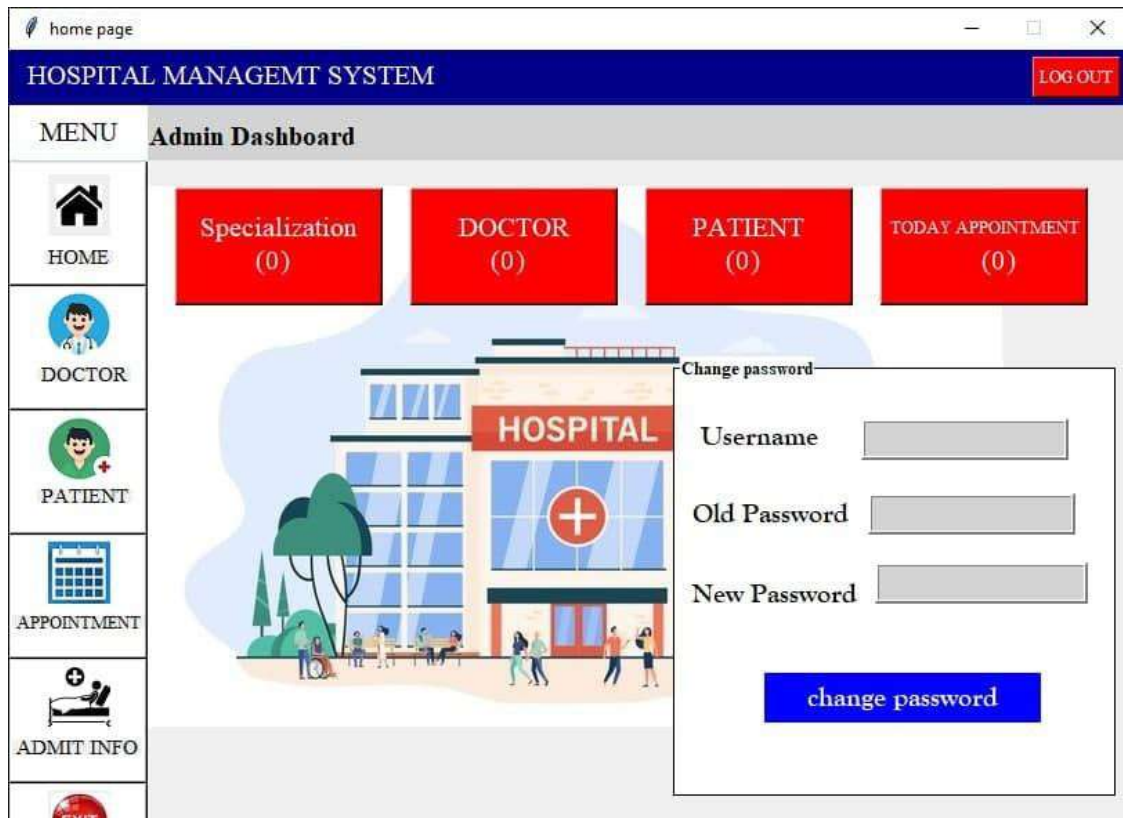 home page
HOSPITAL MANAGEMT SYSTEM
LOG OUT
MENU
Admin Dashboard
HOME
DOCTOR
PATIENT
APPOINTMENT
ADMIT INFO
Specialization
(0)
DOCTOR
(0)
PATIENT
(0)
TODAY APPOINTMENT
(0)
HOSPITAL
Change password
Username
Old Password
New Password
change password